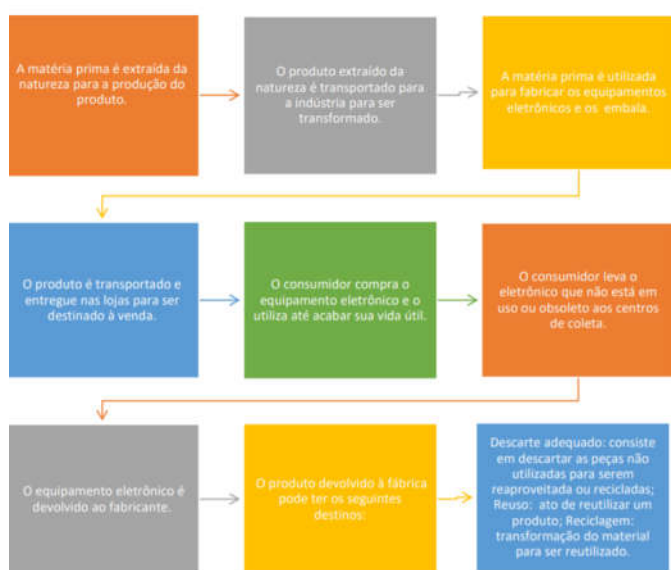 A matéria prima é extraída da
natureza para a produção do
produto.
O produto extraído da
natureza é transportado para
a indústria para ser
transformado.
A matéria prima é utilizada
para fabricar os equipamentos
eletrônicos e os embala.
O produto é transportado e
entregue nas lojas para ser
destinado à venda.
O consumidor compra o
equipamento eletrônico e o
utiliza até acabar sua vida útil.
O consumidor leva o
eletrônico que não está em
uso ou obsoleto aos centros
de coleta.
O equipamento eletrônico é
devolvido ao fabricante.
O produto devolvido à fábrica
pode ter os seguintes
destinos:
Descarte adequado: consiste
em descartar as peças não
utilizadas para serem
reaproveitada ou recicladas;
Reuso: ato de reutilizar um
produto; Reciclagem:
transformação do material
para ser reutilizado.